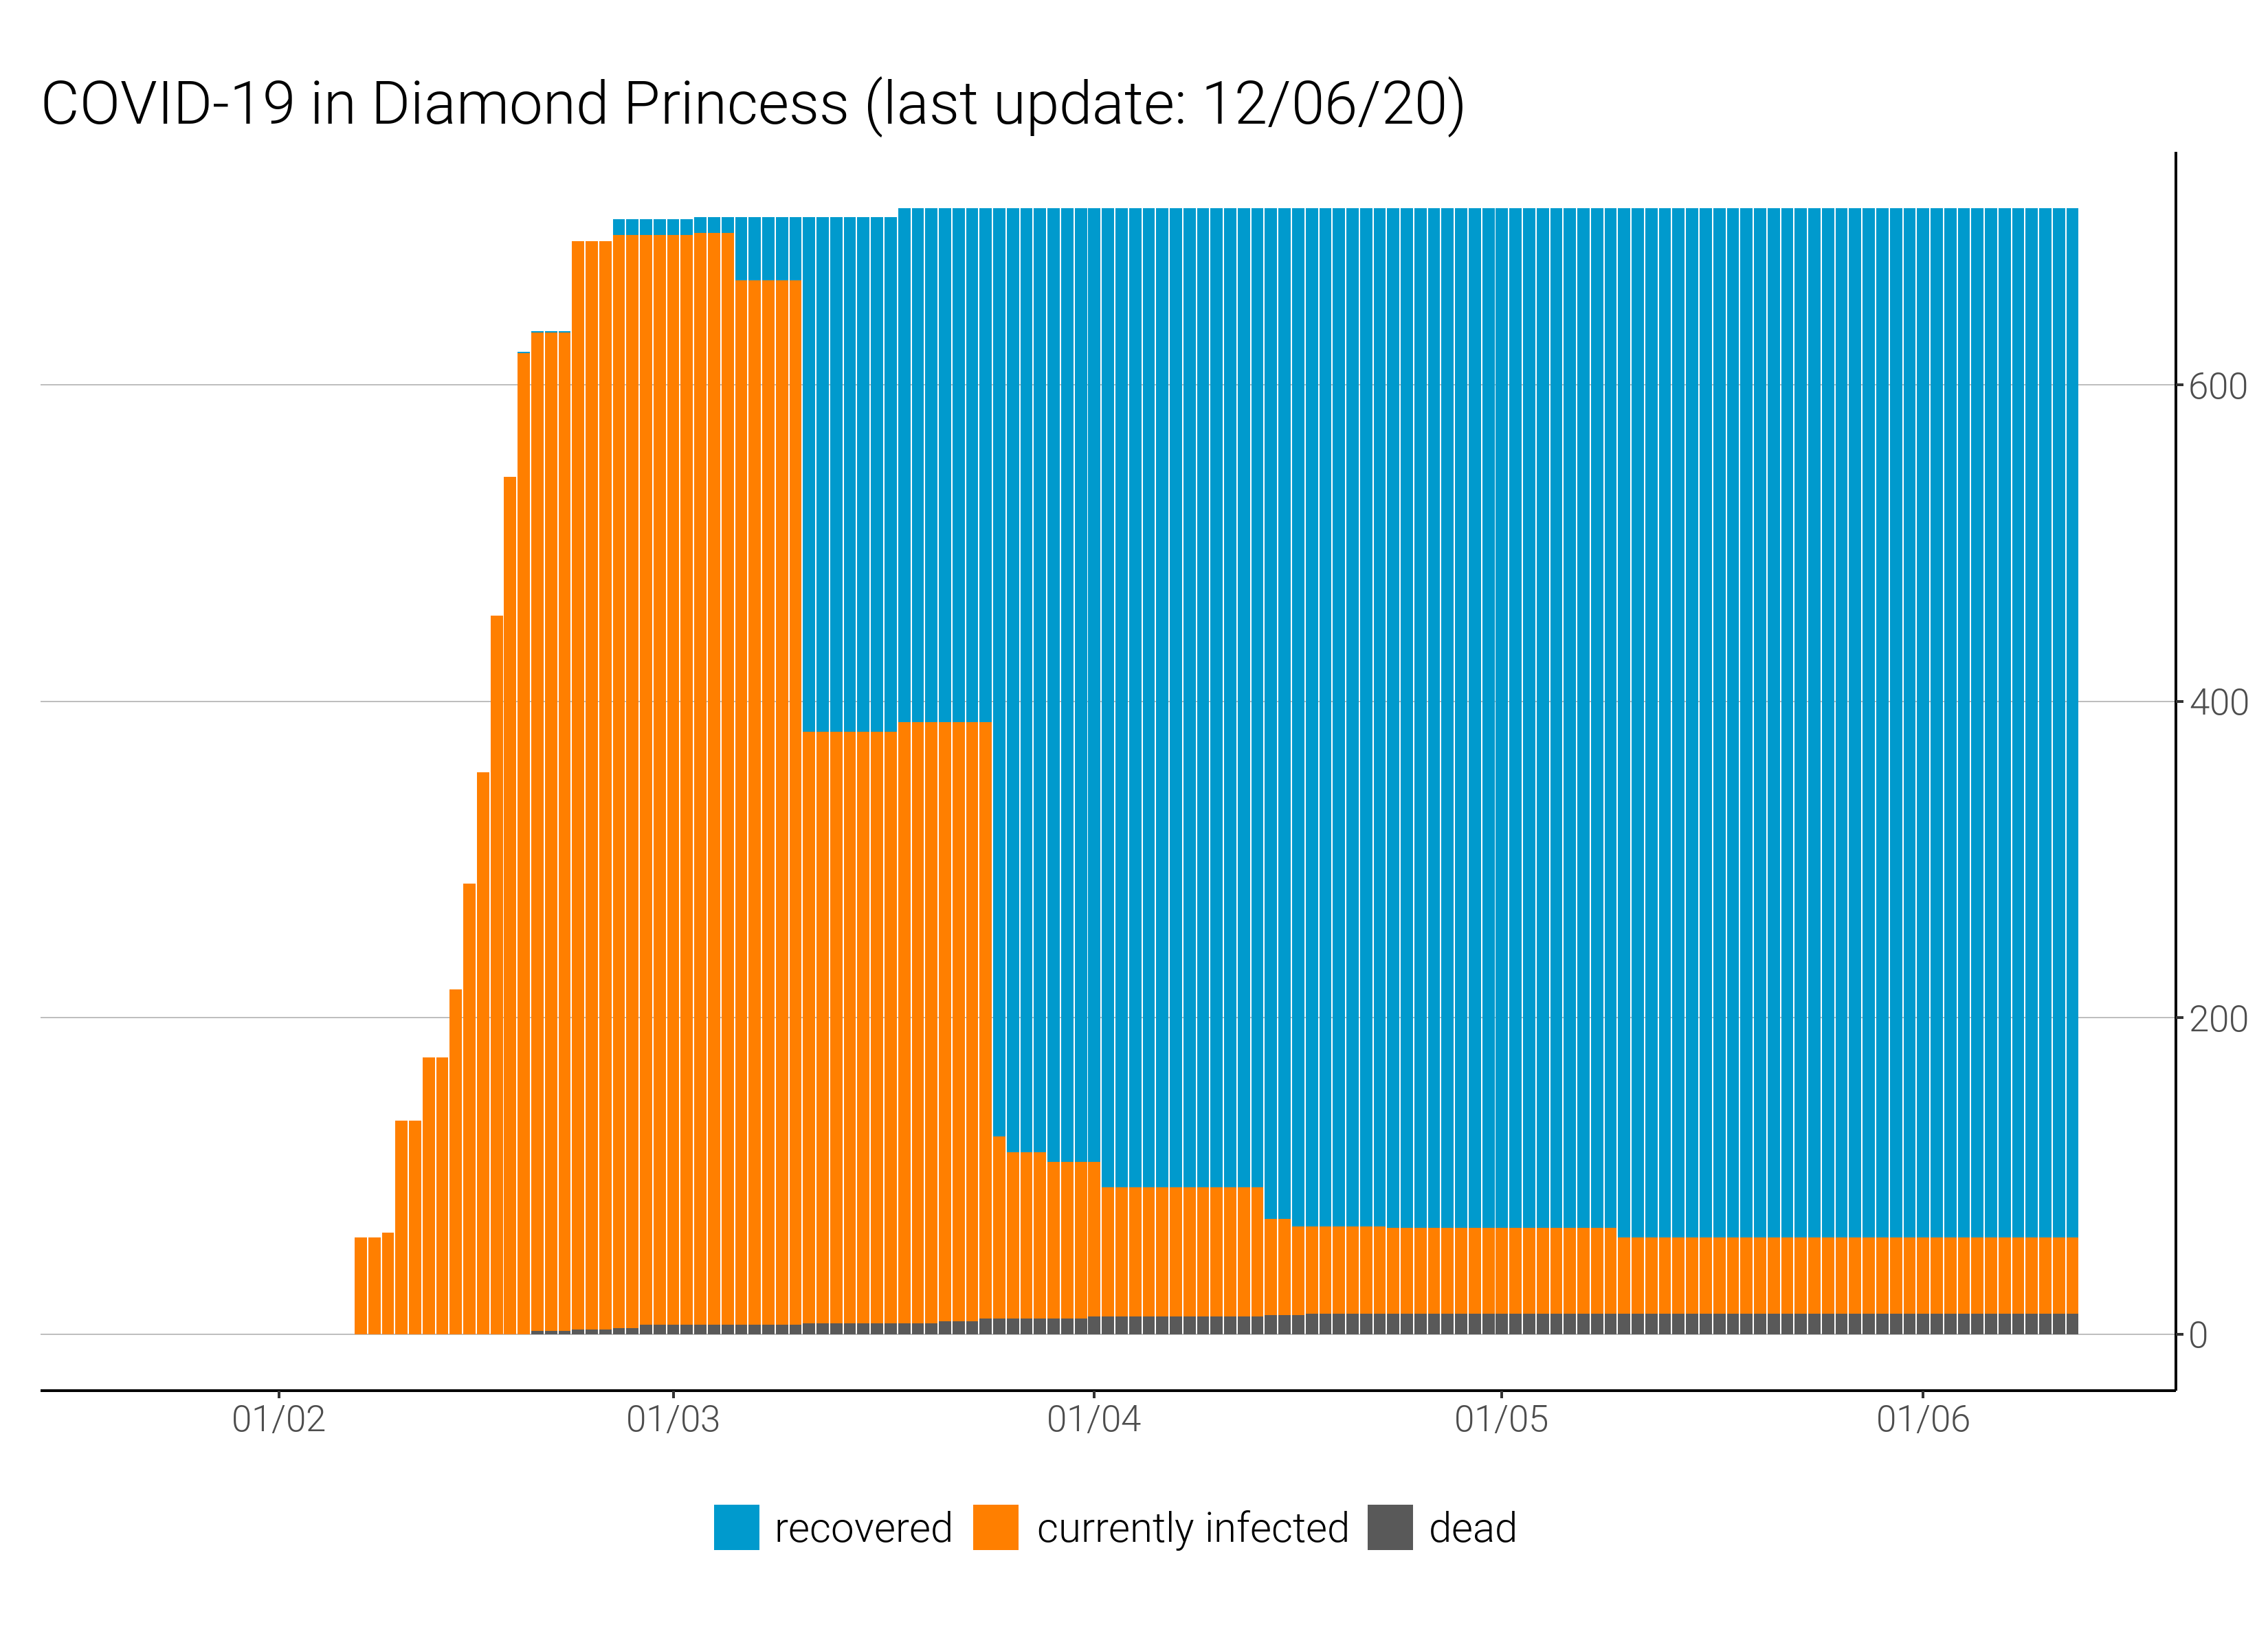 COVID-19 in Diamond Princess (last update: 12/06/20)
600
400
200
0
01/02 01/03 01/04 01/05 01/06
recovered currently infected dead